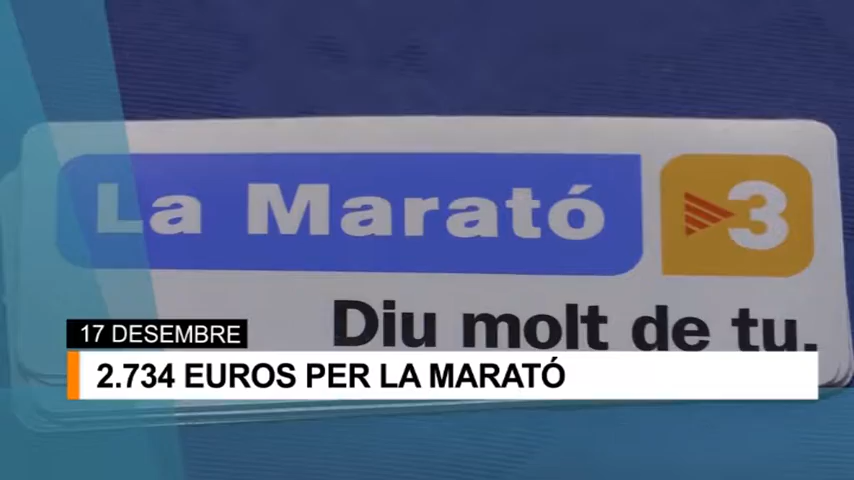 La Marató 3
Diu molt de tu.
17 DESEMBRE
2.734 EUROS PER LA MARATÓ